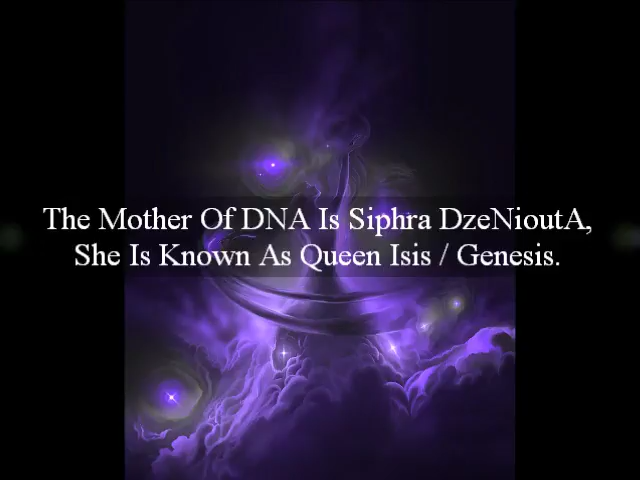 The Mother Of DNA Is Siphra DzeNioutA,
She Is Known As Queen Isis / Genesis.